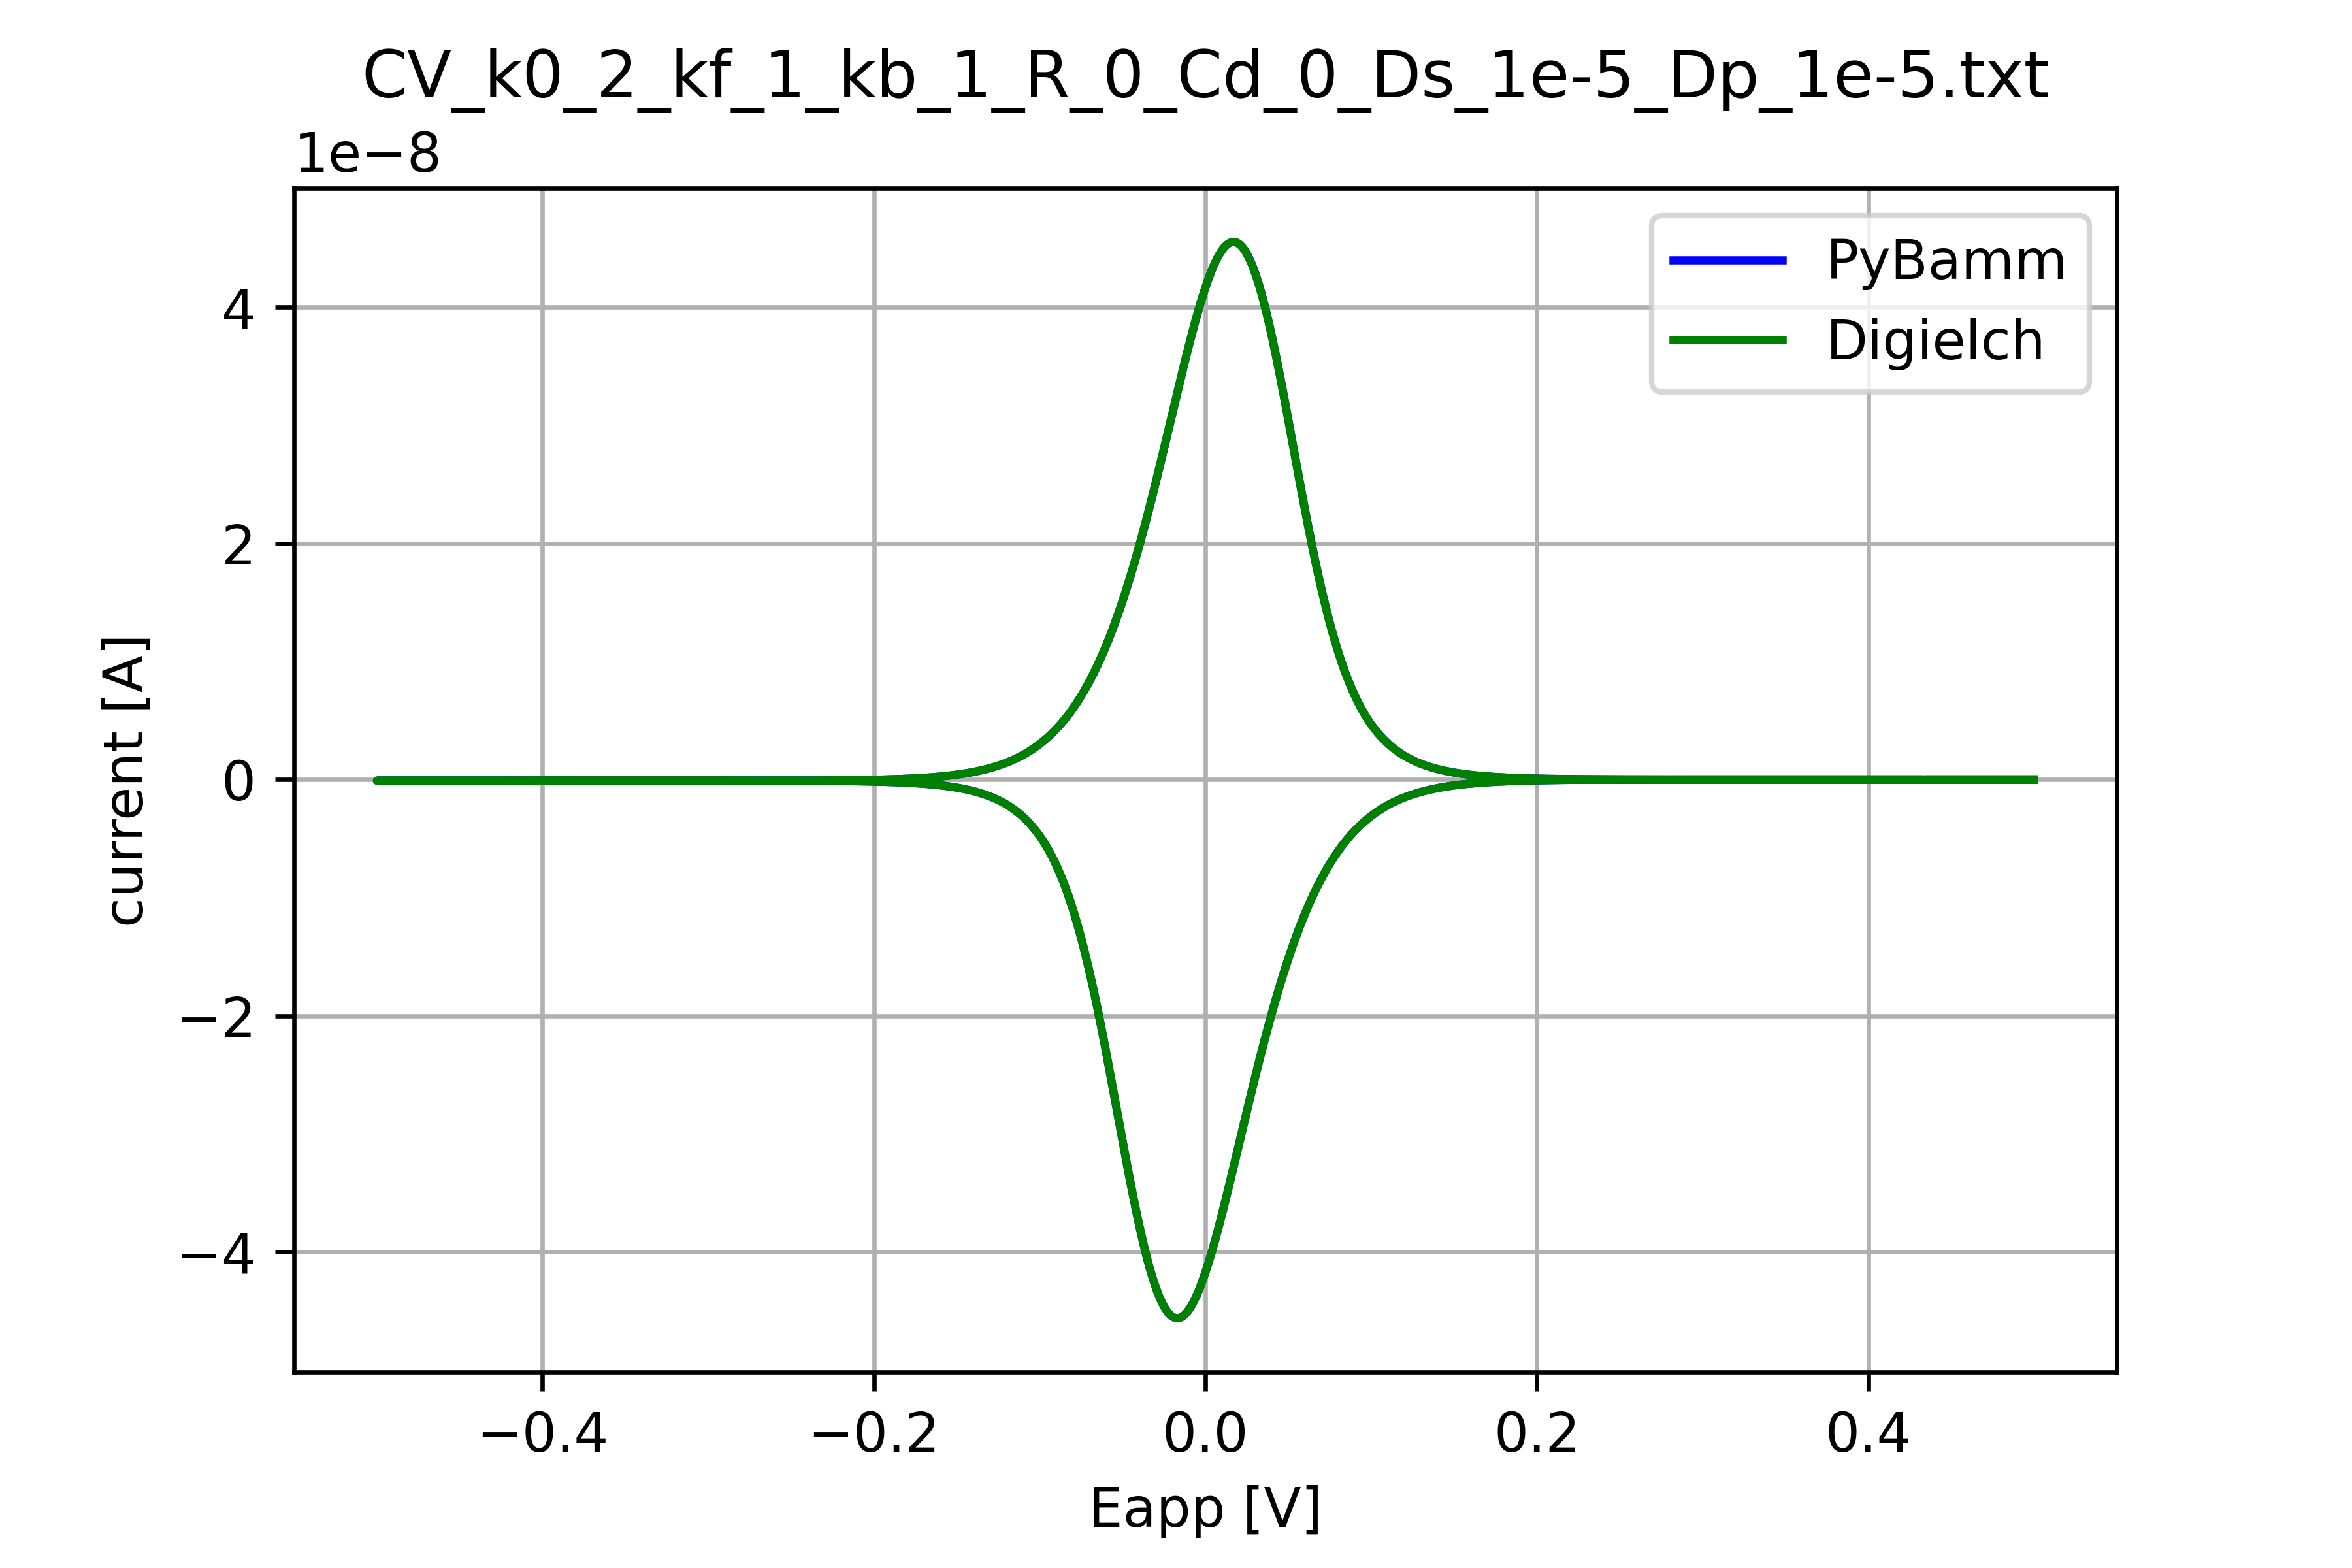 CV_k0_2_kf_1_kb_1_R_0_Cd_0_Ds_1e-5_Dp_1e-5.txt
1e−8
PyBamm
Digielch
4
2
0
−2
−4
current [A]
−0.4
−0.2
0.0
0.2
0.4
Eapp [V]